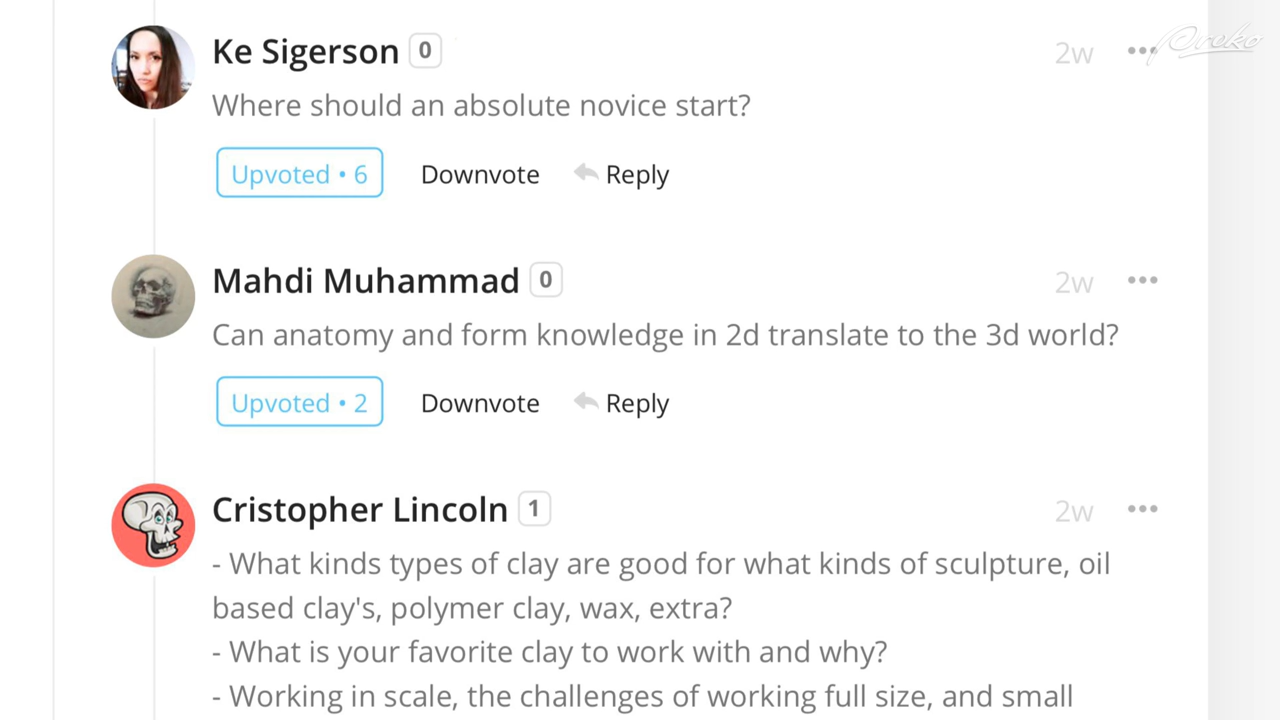 Proko
Ke Sigerson 0 2w •••
Where should an absolute novice start?
Upvoted • 6 Downvote Reply
Mahdi Muhammad 0 2w •••
Can anatomy and form knowledge in 2d translate to the 3d world?
Upvoted • 2 Downvote Reply
Cristopher Lincoln 1 2w •••
- What kinds types of clay are good for what kinds of sculpture, oil
based clay's, polymer clay, wax, extra?
- What is your favorite clay to work with and why?
- Working in scale, the challenges of working full size, and small